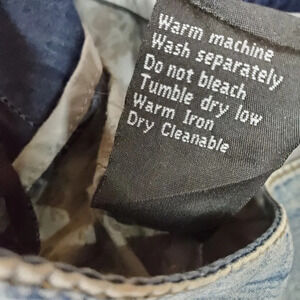 Warm machine
Wash separately
Do not bleach
Tumble dry low
Warm Iron
Dry Cleanable